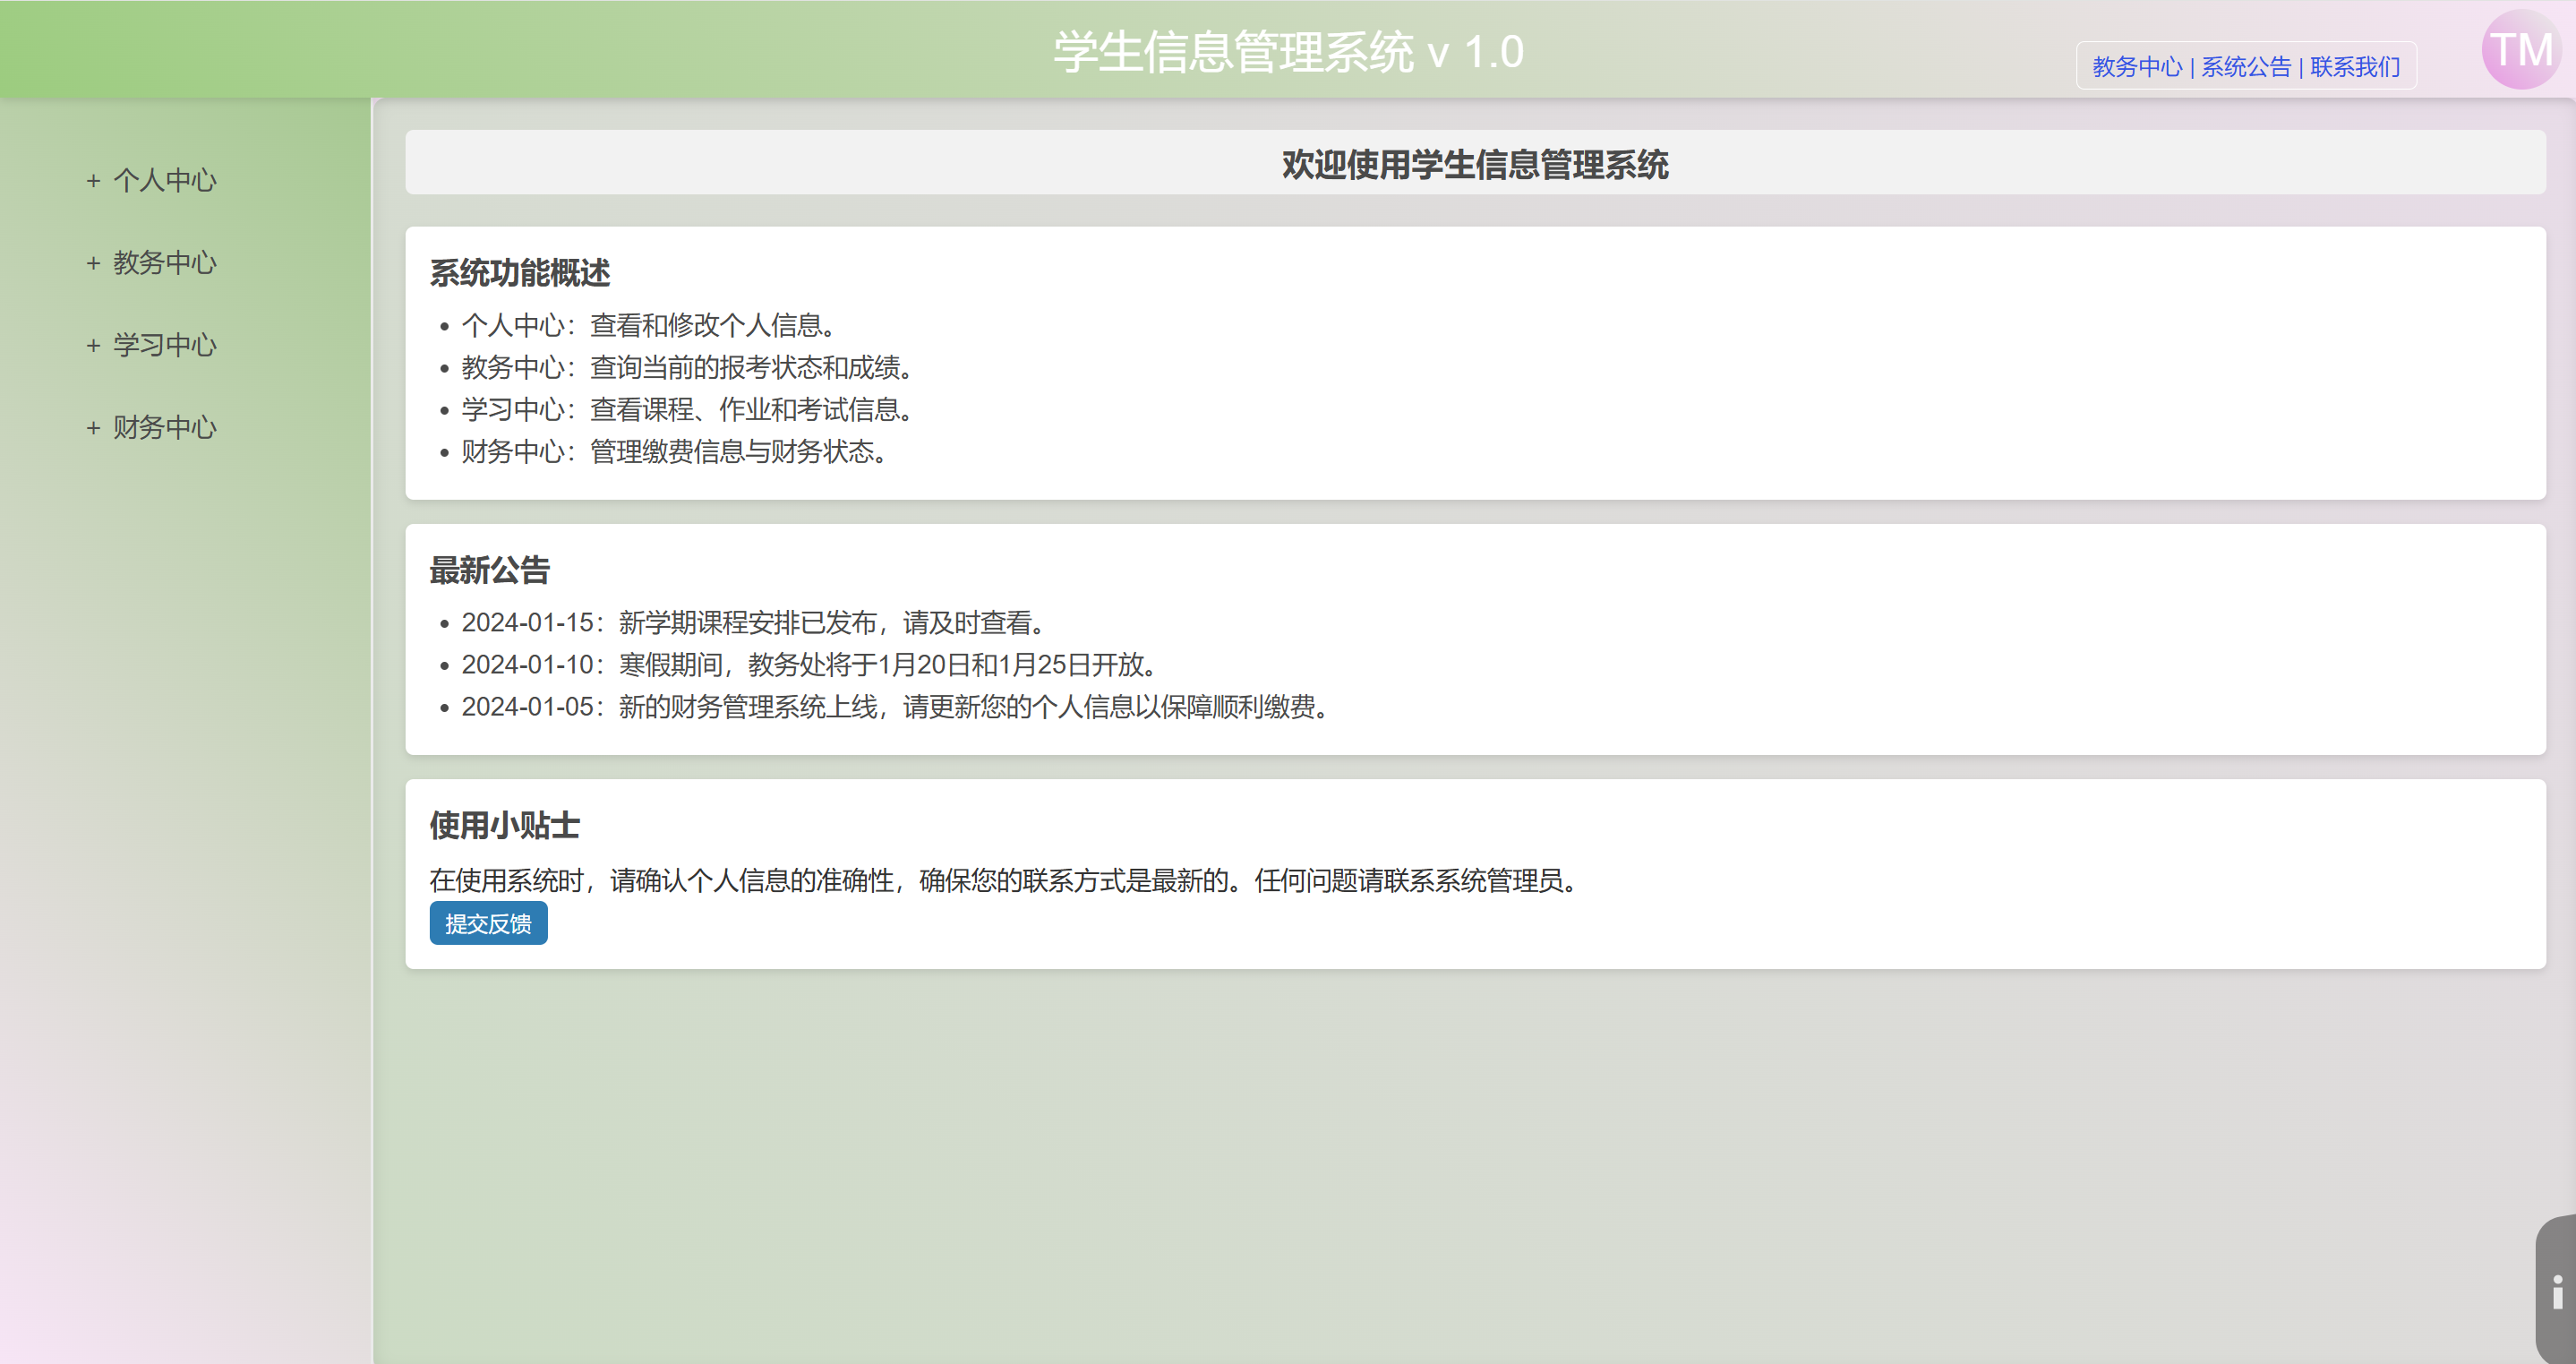 学生信息管理系统 v 1.0
教务中心 | 系统公告 | 联系我们
TM
+ 个人中心
+ 教务中心
+ 学习中心
+ 财务中心
欢迎使用学生信息管理系统
系统功能概述
• 个人中心：查看和修改个人信息。
• 教务中心：查询当前的报考状态和成绩。
• 学习中心：查看课程、作业和考试信息。
• 财务中心：管理缴费信息与财务状态。
最新公告
• 2024-01-15：新学期课程安排已发布，请及时查看。
• 2024-01-10：寒假期间，教务处将于1月20日和1月25日开放。
• 2024-01-05：新的财务管理系统上线，请更新您的个人信息以保障顺利缴费。
使用小贴士
在使用系统时，请确认个人信息的准确性，确保您的联系方式是最新的。任何问题请联系系统管理员。
提交反馈
i